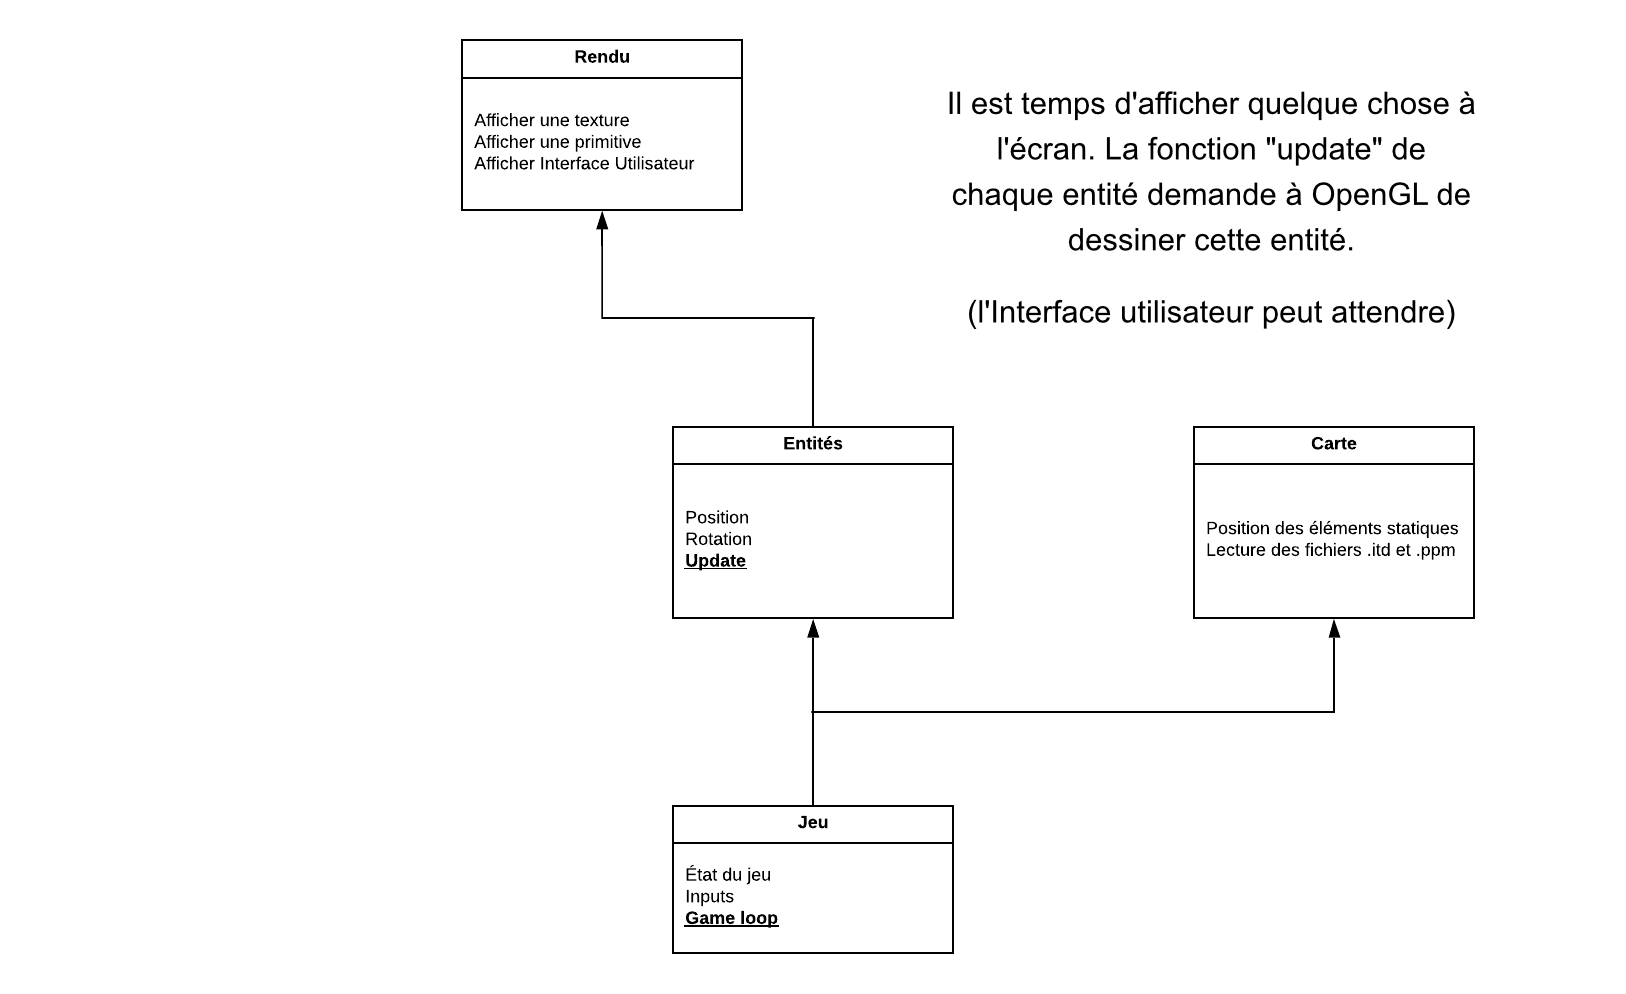 Rendu
Afficher une texture
Afficher une primitive
Afficher Interface Utilisateur
Il est temps d'afficher quelque chose à
l'écran. La fonction "update" de
chaque entité demande à OpenGL de
dessiner cette entité.
(l'Interface utilisateur peut attendre)
Entités
Position
Rotation
Update
Carte
Position des éléments statiques
Lecture des fichiers .itd et .ppm
Jeu
État du jeu
Inputs
Game loop